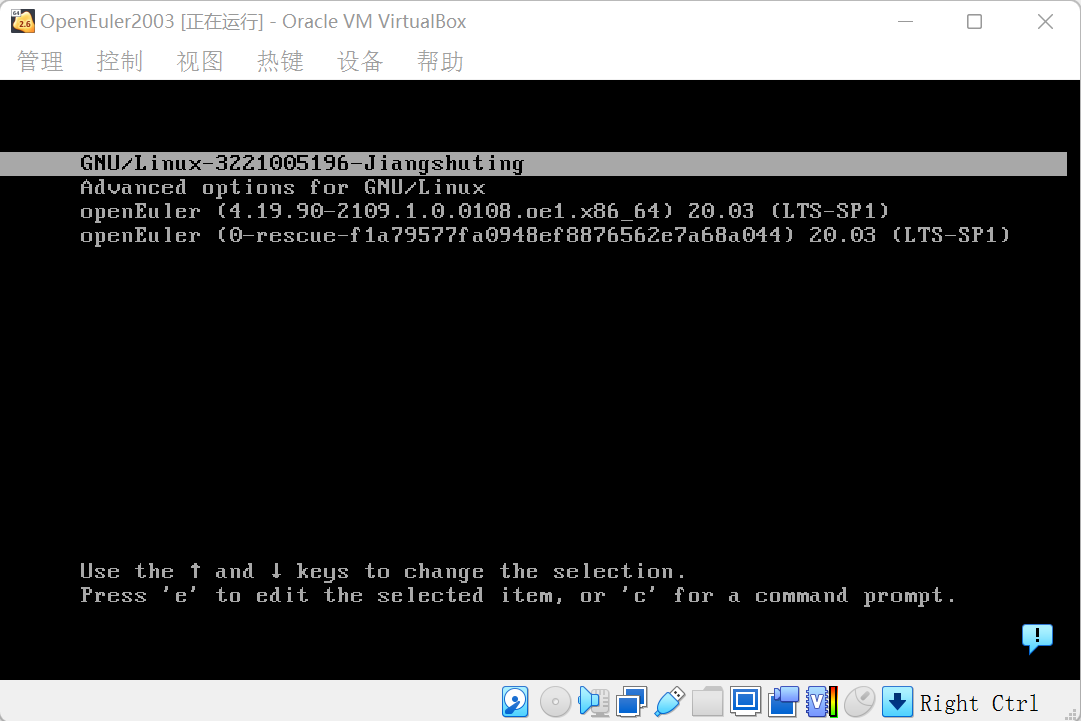 OpenEuler2003 [正在运行] - Oracle VM VirtualBox
管理 控制 视图 热键 设备 帮助
GNU/Linux-3221005196-Jiangshuting
Advanced options for GNU/Linux
openEuler (4.19.90-2109.1.0.0108.oe1.x86_64) 20.03 (LTS-SP1)
openEuler (0-rescue-f1a79577fa0948ef8876562e7a68a044) 20.03 (LTS-SP1)
Use the ↑ and ↓ keys to change the selection.
Press 'e' to edit the selected item, or 'c' for a command prompt.
Right Ctrl